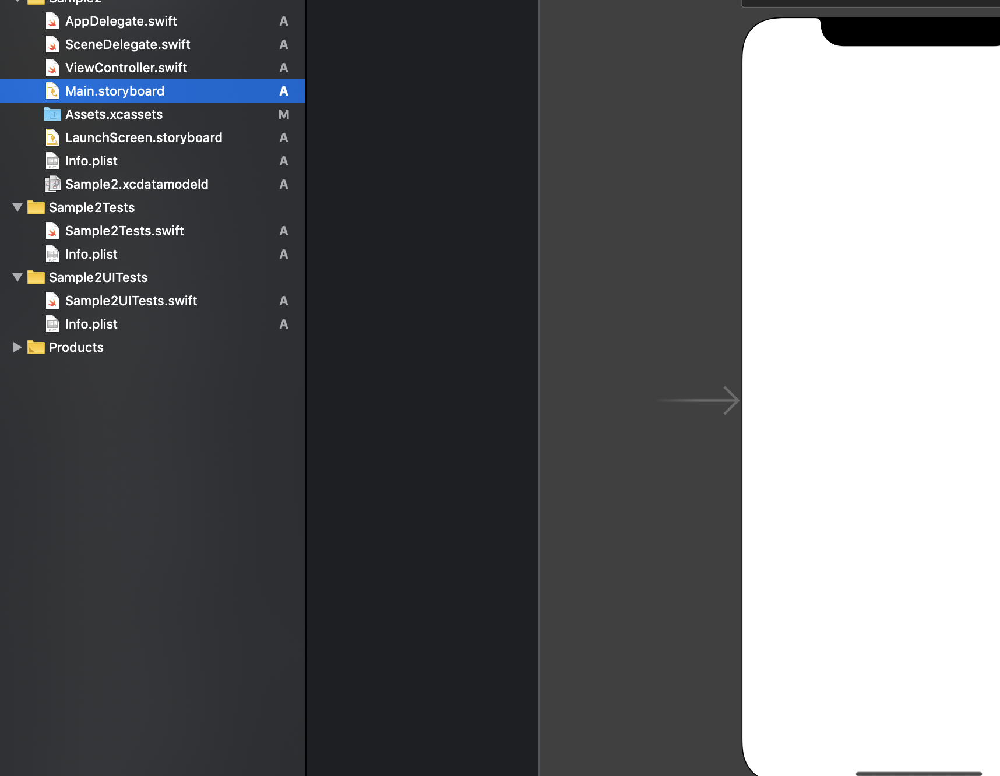 Sample2
AppDelegate.swift A
SceneDelegate.swift A
ViewController.swift A
Main.storyboard A
Assets.xcassets M
LaunchScreen.storyboard A
Info.plist A
Sample2.xcdatamodeld A
Sample2Tests
Sample2Tests.swift A
Info.plist A
Sample2UITests
Sample2UITests.swift A
Info.plist A
Products